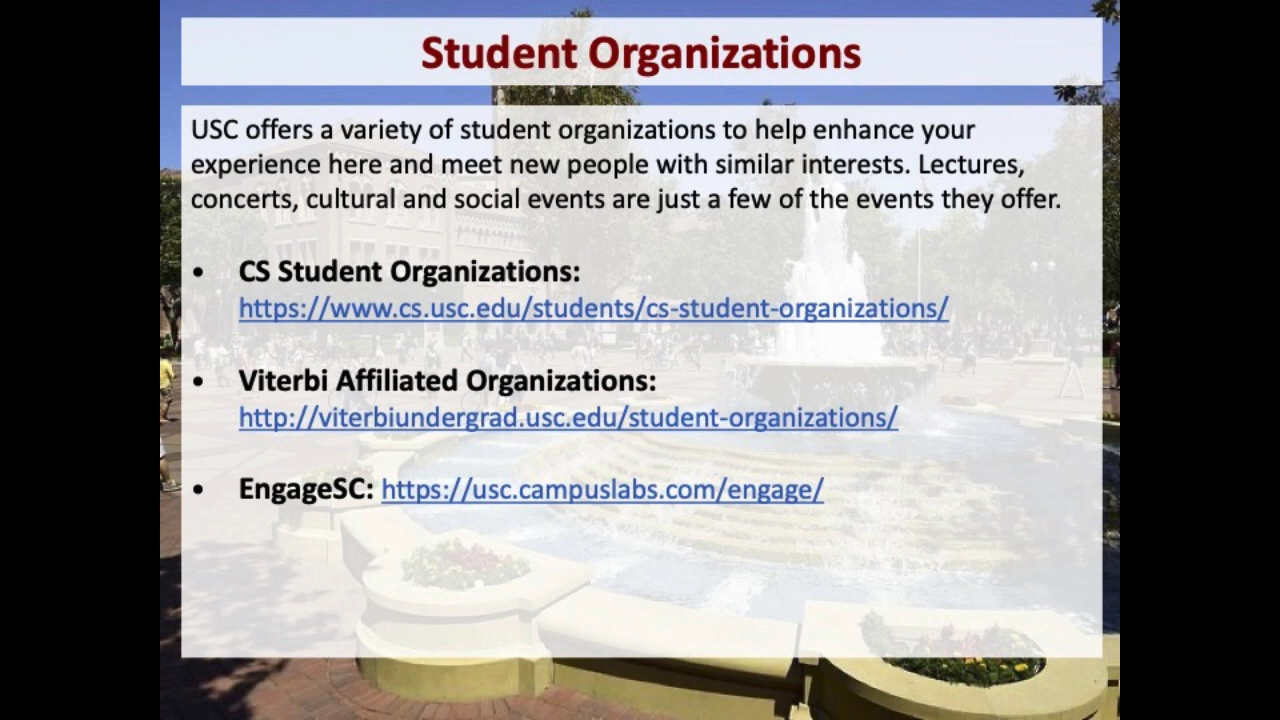 Student Organizations
USC offers a variety of student organizations to help enhance your
experience here and meet new people with similar interests. Lectures,
concerts, cultural and social events are just a few of the events they offer.
• CS Student Organizations:
https://www.cs.usc.edu/students/cs-student-organizations/
• Viterbi Affiliated Organizations:
http://viterbiundergrad.usc.edu/student-organizations/
• EngageSC: https://usc.campuslabs.com/engage/